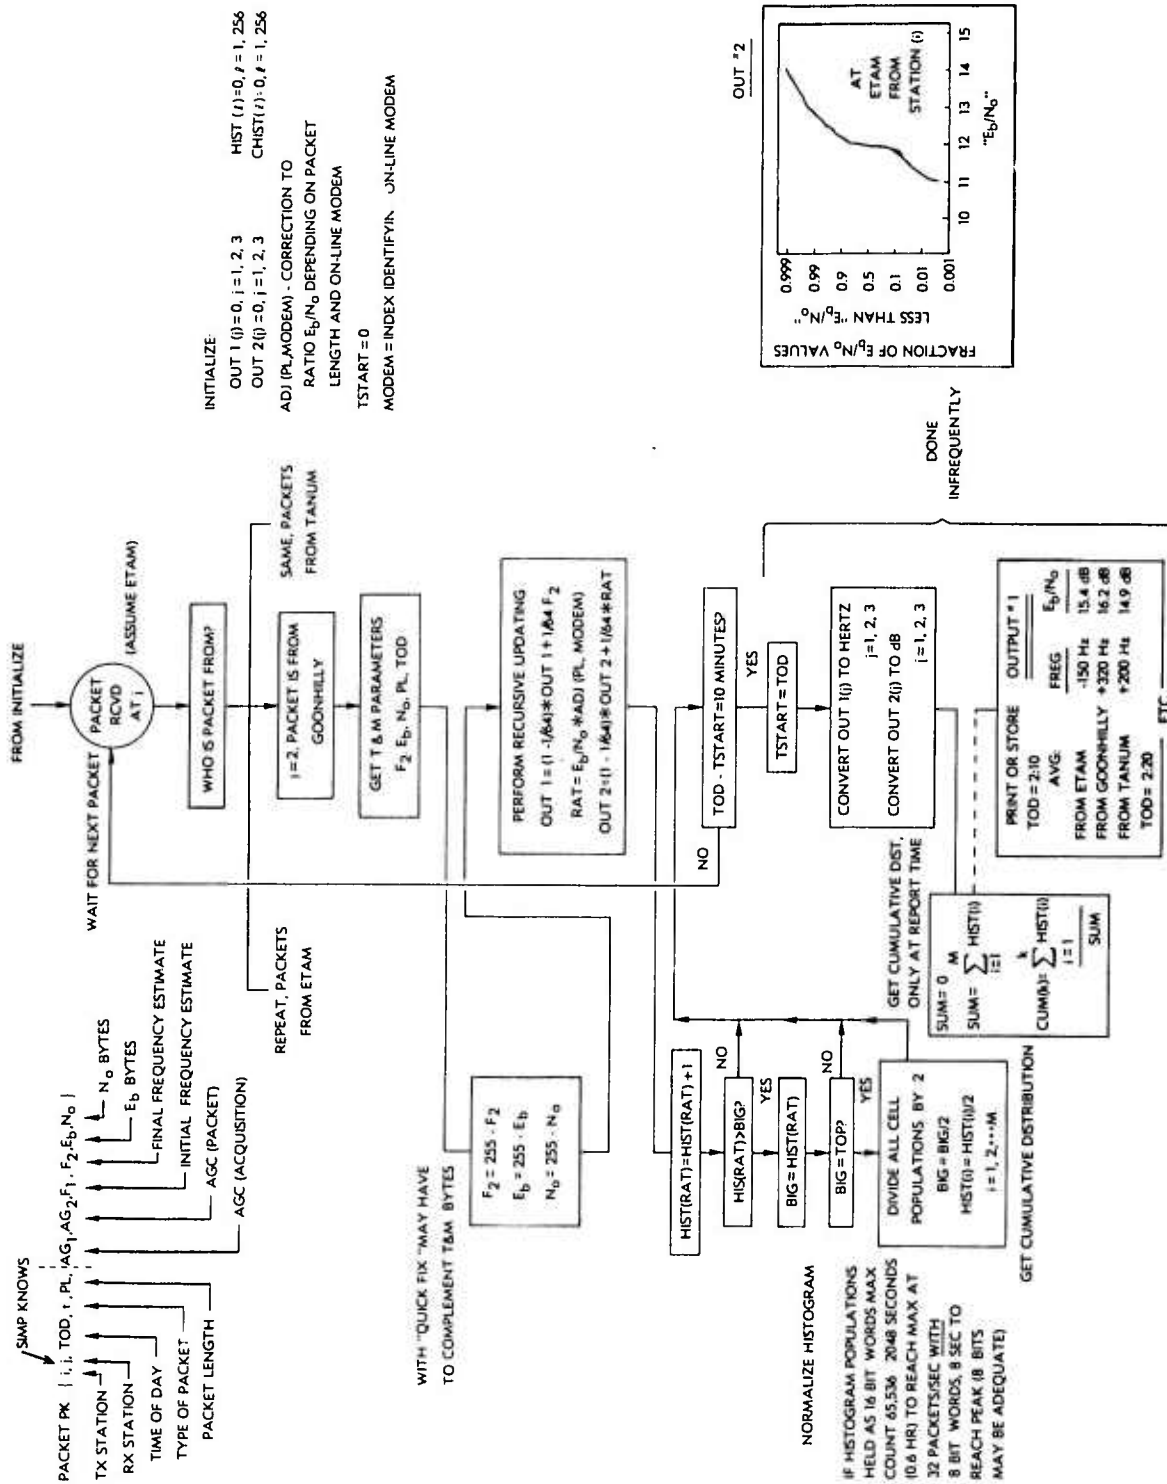 PACKET PK { i, j, TOD, t, PL, AG1, AG2, F1, F2, Eb, No }
SIMP KNOWS
TX STATION
RX STATION
TIME OF DAY
TYPE OF PACKET
PACKET LENGTH
AGC (ACQUISITION)
AGC (PACKET)
INITIAL FREQUENCY ESTIMATE
FINAL FREQUENCY ESTIMATE
Eb BYTES
No BYTES
FROM INITIALIZE
WAIT FOR NEXT PACKET
PACKET
RCVD
AT j
(ASSUME ETAM)
WHO IS PACKET FROM?
REPEAT, PACKETS
FROM ETAM
i=2, PACKET IS FROM
GOONHILLY
SAME, PACKETS
FROM TANUM
GET T & M PARAMETERS
F2, Eb, No, PL, TOD
WITH "QUICK FIX "MAY HAVE
TO COMPLEMENT T&M BYTES
F2 = 255 - F2
Eb = 255 - Eb
No = 255 - No
PERFORM RECURSIVE UPDATING
OUT 1 = (1 -1/64)*OUT 1 + 1/64 F2
RAT = Eb/No *ADJ (PL, MODEM)
OUT 2=(1 - 1/64)*OUT 2 +1/64*RAT
INITIALIZE:
OUT 1 (j)=0, j =1, 2, 3 HIST (ℓ) =0, ℓ = 1, 256
OUT 2(j) =0, j =1, 2, 3 CHIST(ℓ)=0, ℓ = 1, 256
ADJ (PL,MODEM) - CORRECTION TO
RATIO Eb/No DEPENDING ON PACKET
LENGTH AND ON-LINE MODEM
TSTART = 0
MODEM = INDEX IDENTIFYIN ON-LINE MODEM
NORMALIZE HISTOGRAM
HIST(RAT) =HIST(RAT) + 1
HIS(RAT)>BIG?
NO
YES
BIG = HIST(RAT)
BIG = TOP?
NO
YES
DIVIDE ALL CELL
POPULATIONS BY 2
BIG = BIG/2
HIST(i) = HIST(i)/2
i = 1, 2,•••M
IF HISTOGRAM POPULATIONS
HELD AS 16 BIT WORDS MAX
COUNT 65,536 2048 SECONDS
(0.6 HR) TO REACH MAX AT
32 PACKETS/SEC WITH
8 BIT WORDS, 8 SEC TO
REACH PEAK (8 BITS
MAY BE ADEQUATE)
TOD - TSTART =10 MINUTES?
NO
YES
TSTART = TOD
CONVERT OUT 1(j) TO HERTZ
j=1, 2, 3
CONVERT OUT 2(i) TO dB
i=1, 2, 3
GET CUMULATIVE DIST,
ONLY AT REPORT TIME
SUM = 0
SUM = M ∑ i=1 HIST(i)
CUM(k)= k ∑ i=1 HIST(i)
SUM
GET CUMULATIVE DISTRIBUTION
DONE
INFREQUENTLY
PRINT OR STORE OUTPUT # 1
TOD = 2:10
AVG: FREG Eb/No
FROM ETAM -150 Hz 15.4 dB
FROM GOONHILLY +320 Hz 16.2 dB
FROM TANUM +200 Hz 14.9 dB
TOD= 2:20
ETC
OUT #2
FRACTION OF Eb/No VALUES
LESS THAN "Eb/No"
0.999
0.99
0.9
0.5
0.1
0.01
0.001
AT
ETAM
FROM
STATION (i)
10 11 12 13 14 15
"Eb/No"